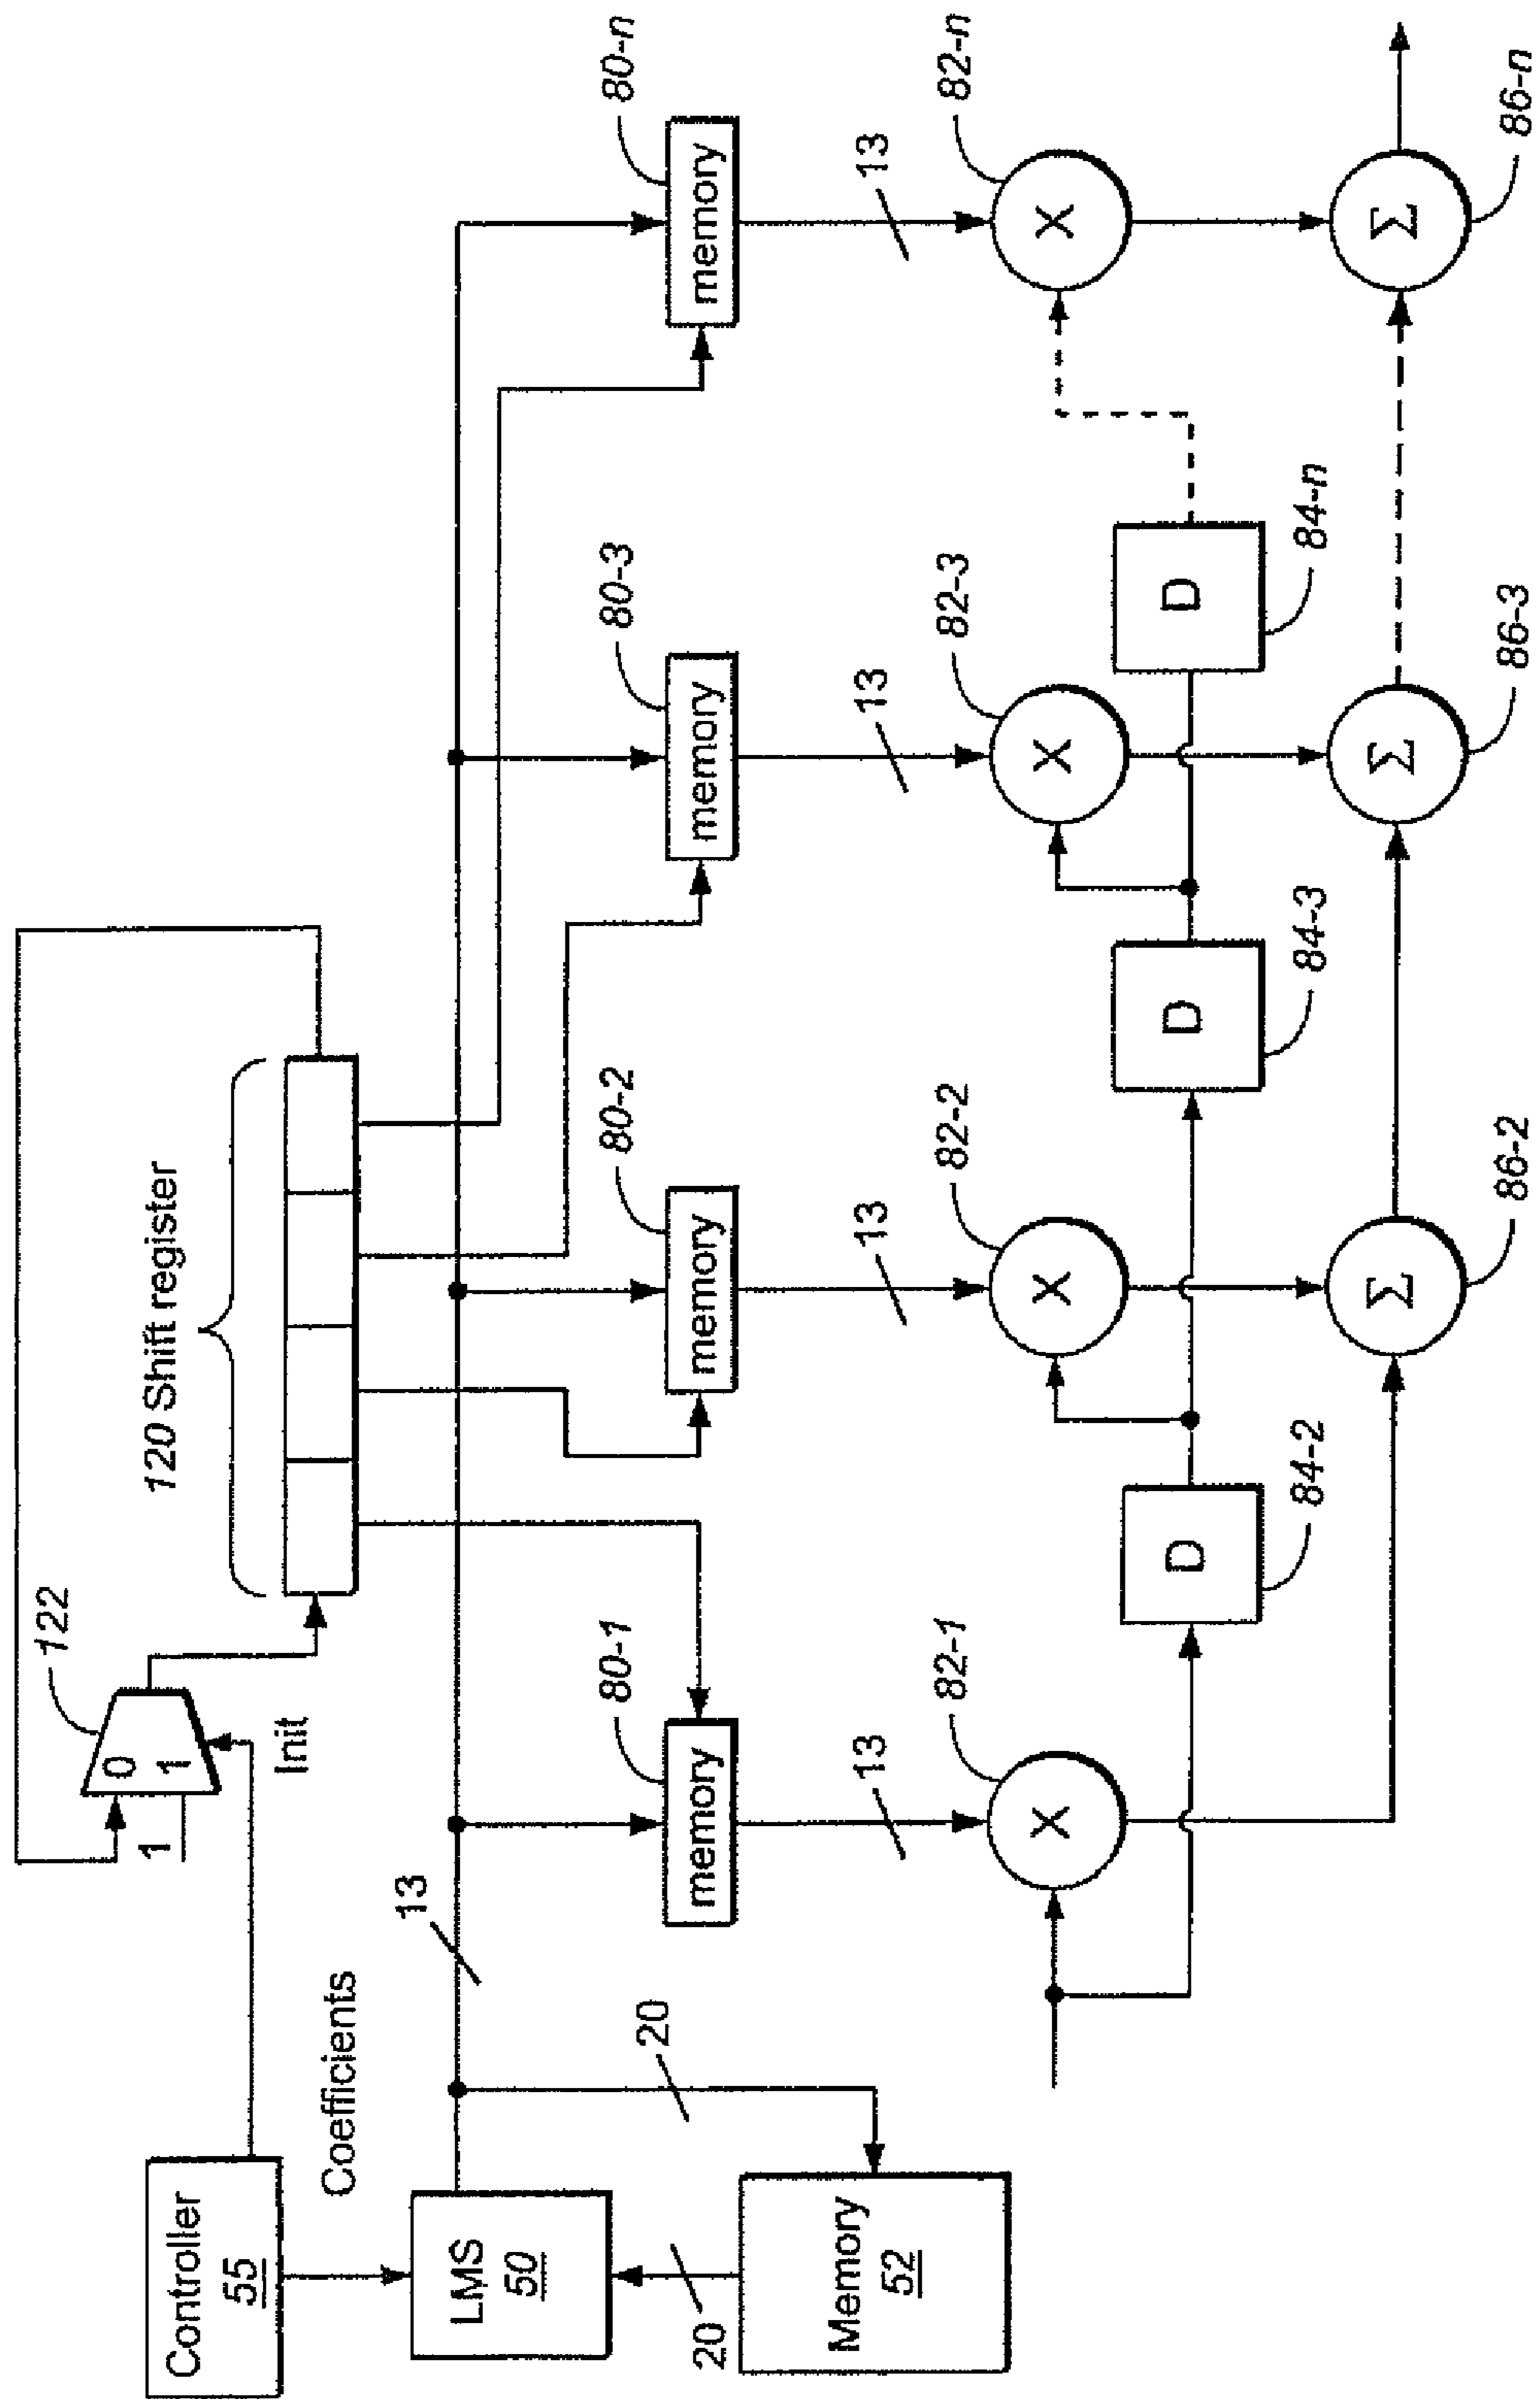 122
120 Shift register
0
1
1
Init
Controller
55
Coefficients
13
LMS
50
20
20
Memory
52
80-1
80-2
80-3
80-n
memory
memory
memory
memory
13
13
13
13
82-1
82-2
82-3
82-n
X
X
X
X
D
D
D
84-2
84-3
84-n
Σ
Σ
Σ
86-2
86-3
86-n